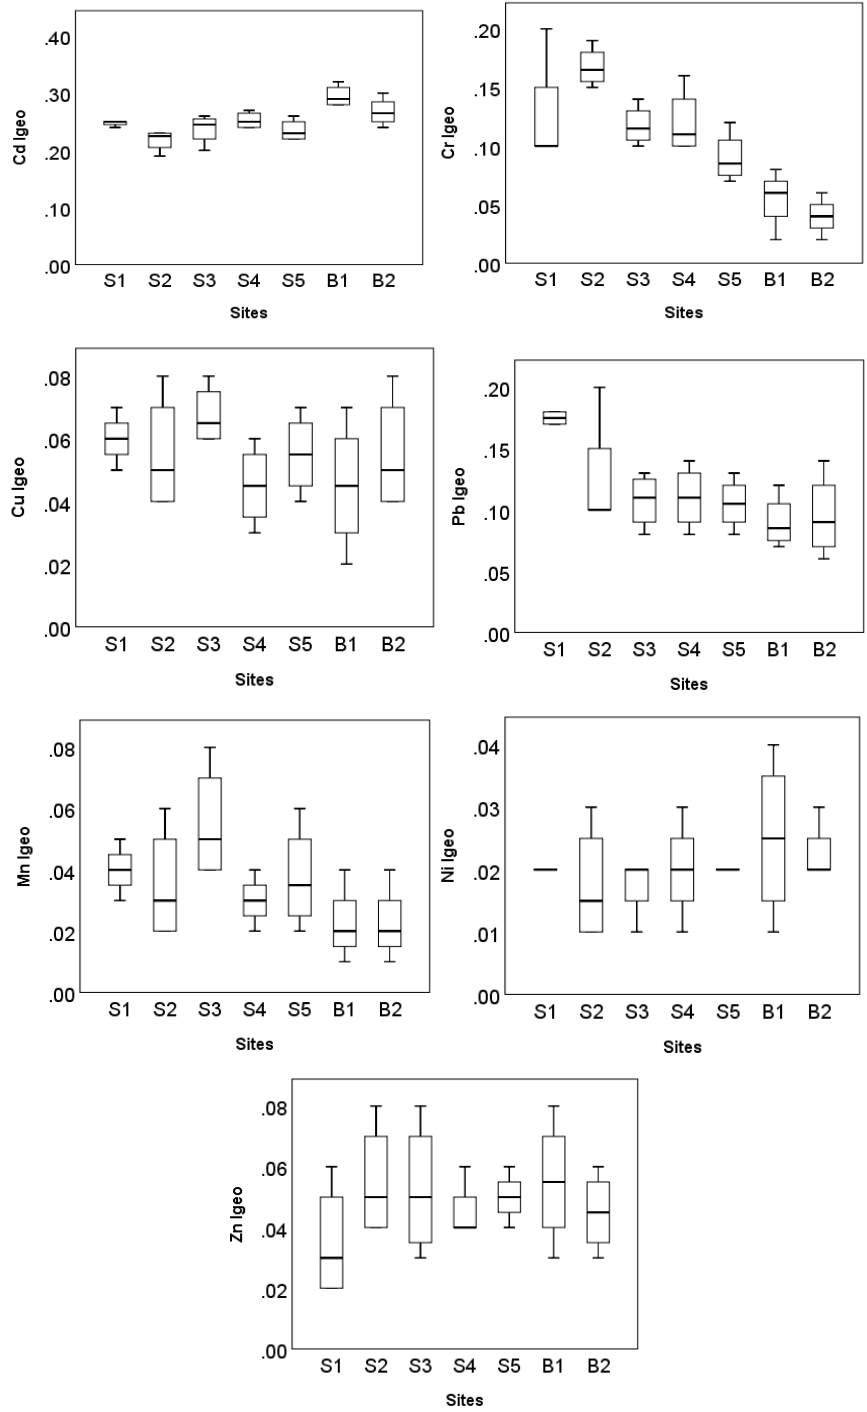 Cd Igeo
.40
.30
.20
.10
.00
S1 S2 S3 S4 S5 B1 B2
Sites
Cr Igeo
.20
.15
.10
.05
.00
S1 S2 S3 S4 S5 B1 B2
Sites
Cu Igeo
.08
.06
.04
.02
.00
S1 S2 S3 S4 S5 B1 B2
Sites
Pb Igeo
.20
.15
.10
.05
.00
S1 S2 S3 S4 S5 B1 B2
Sites
Mn Igeo
.08
.06
.04
.02
.00
S1 S2 S3 S4 S5 B1 B2
Sites
Ni Igeo
.04
.03
.02
.01
.00
S1 S2 S3 S4 S5 B1 B2
Sites
Zn Igeo
.08
.06
.04
.02
.00
S1 S2 S3 S4 S5 B1 B2
Sites